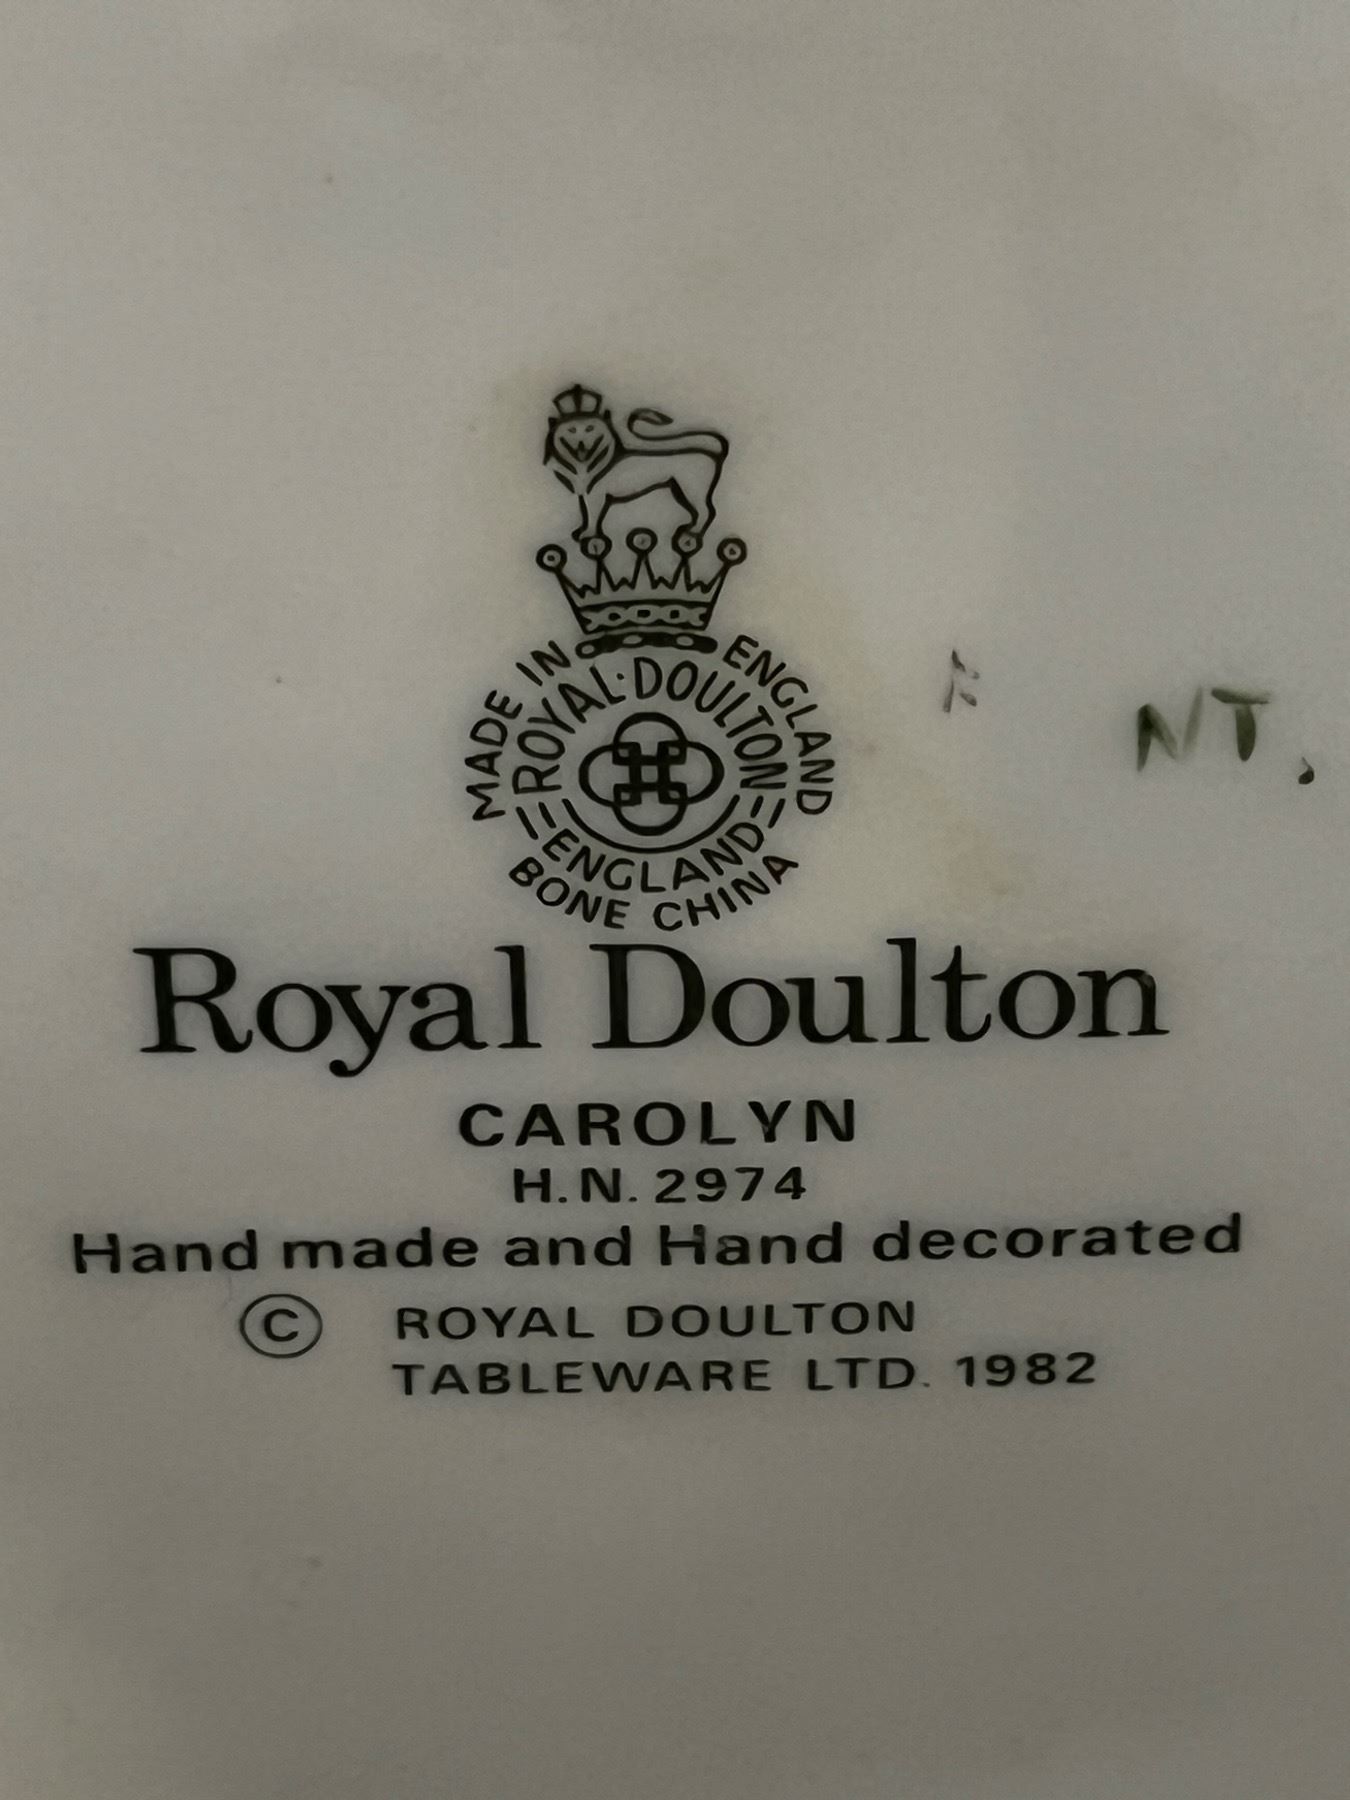 MADE IN ENGLAND
ROYAL·DOULTON
ENGLAND
BONE CHINA
NT.
Royal Doulton
CAROLYN
H.N. 2974
Hand made and Hand decorated
© ROYAL DOULTON
TABLEWARE LTD. 1982